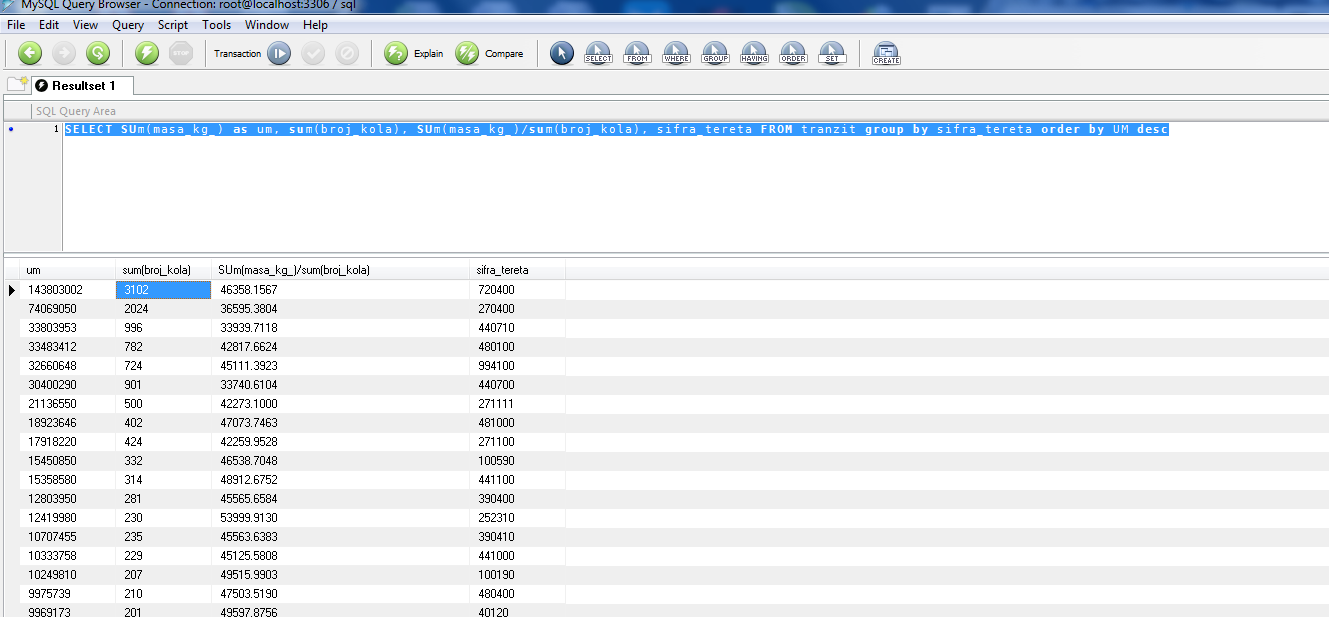 MySQL Query Browser - Connection: root@localhost:3306 / sql
File Edit View Query Script Tools Window Help
STOP Transaction Explain Compare SELECT FROM WHERE GROUP HAVING ORDER SET CREATE
Resultset 1
SQL Query Area
1 SELECT SUm(masa_kg_) as um, sum(broj_kola), SUm(masa_kg_)/sum(broj_kola), sifra_tereta FROM tranzit group by sifra_tereta order by UM desc
um sum(broj_kola) SUm(masa_kg_)/sum(broj_kola) sifra_tereta
143803002 3102 46358.1567 720400
74069050 2024 36595.3804 270400
33803953 996 33939.7118 440710
33483412 782 42817.6624 480100
32660648 724 45111.3923 994100
30400290 901 33740.6104 440700
21136550 500 42273.1000 271111
18923646 402 47073.7463 481000
17918220 424 42259.9528 271100
15450850 332 46538.7048 100590
15358580 314 48912.6752 441100
12803950 281 45565.6584 390400
12419980 230 53999.9130 252310
10707455 235 45563.6383 390410
10333758 229 45125.5808 441000
10249810 207 49515.9903 100190
9975739 210 47503.5190 480400
9969173 201 49597.8756 40120